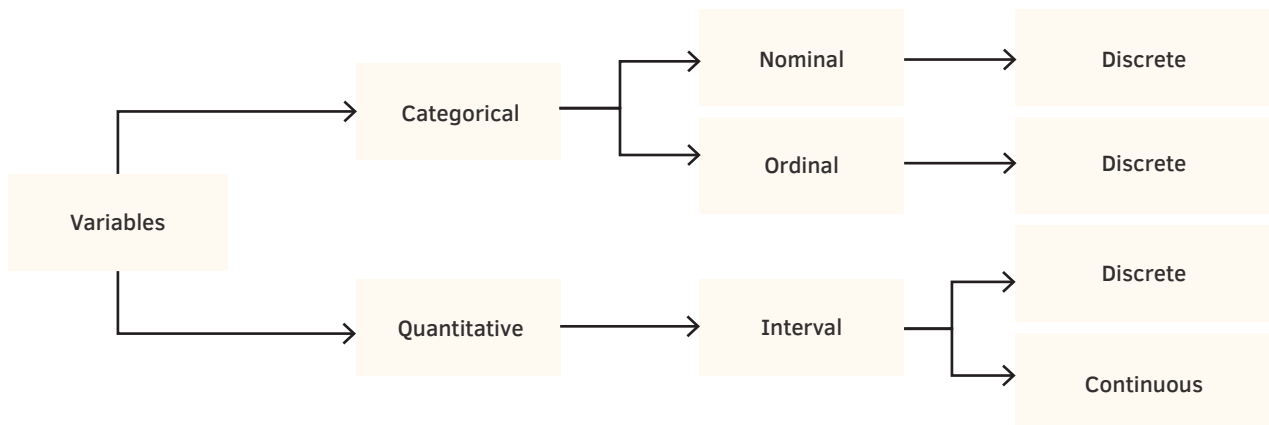 Variables
Categorical
Nominal
Discrete
Ordinal
Discrete
Quantitative
Interval
Discrete
Continuous